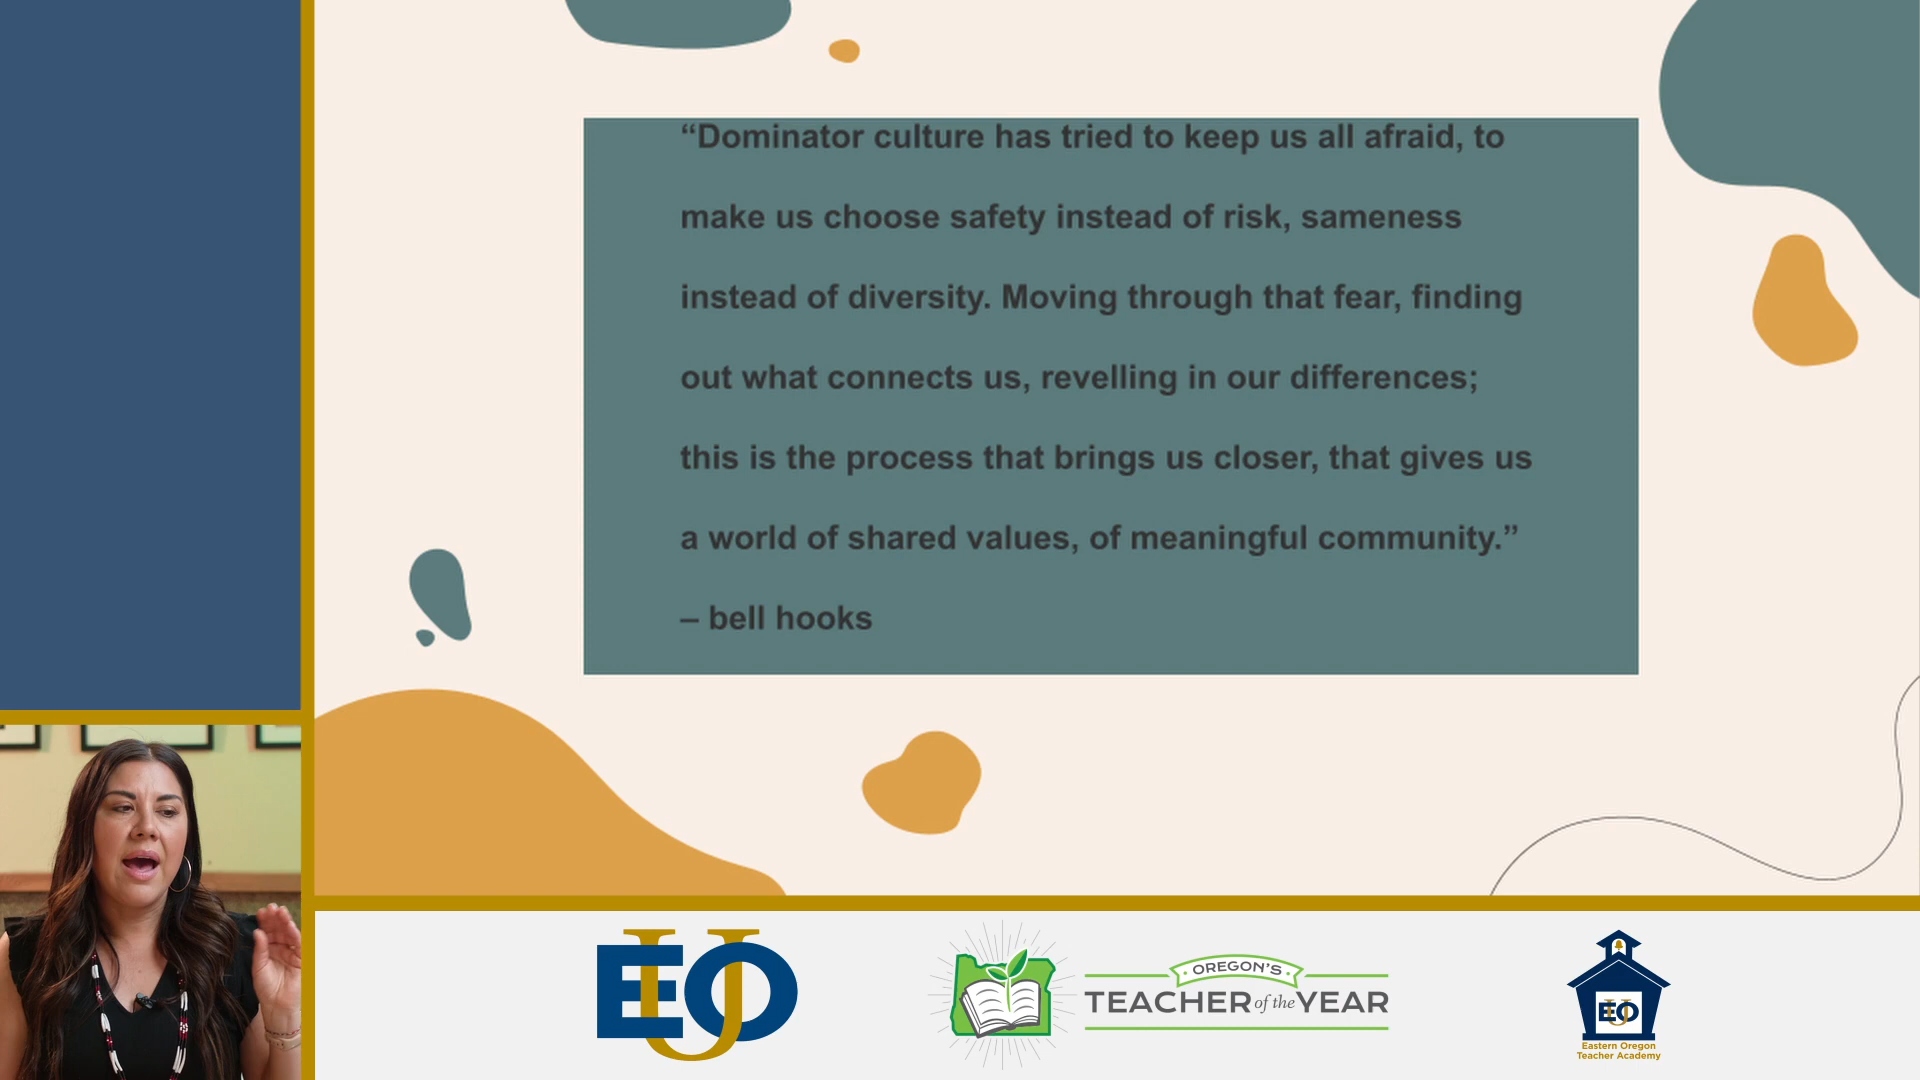 “Dominator culture has tried to keep us all afraid, to
make us choose safety instead of risk, sameness
instead of diversity. Moving through that fear, finding
out what connects us, revelling in our differences;
this is the process that brings us closer, that gives us
a world of shared values, of meaningful community.”
– bell hooks
EOU
OREGON'S
TEACHER of the YEAR
EOU
Eastern Oregon
Teacher Academy